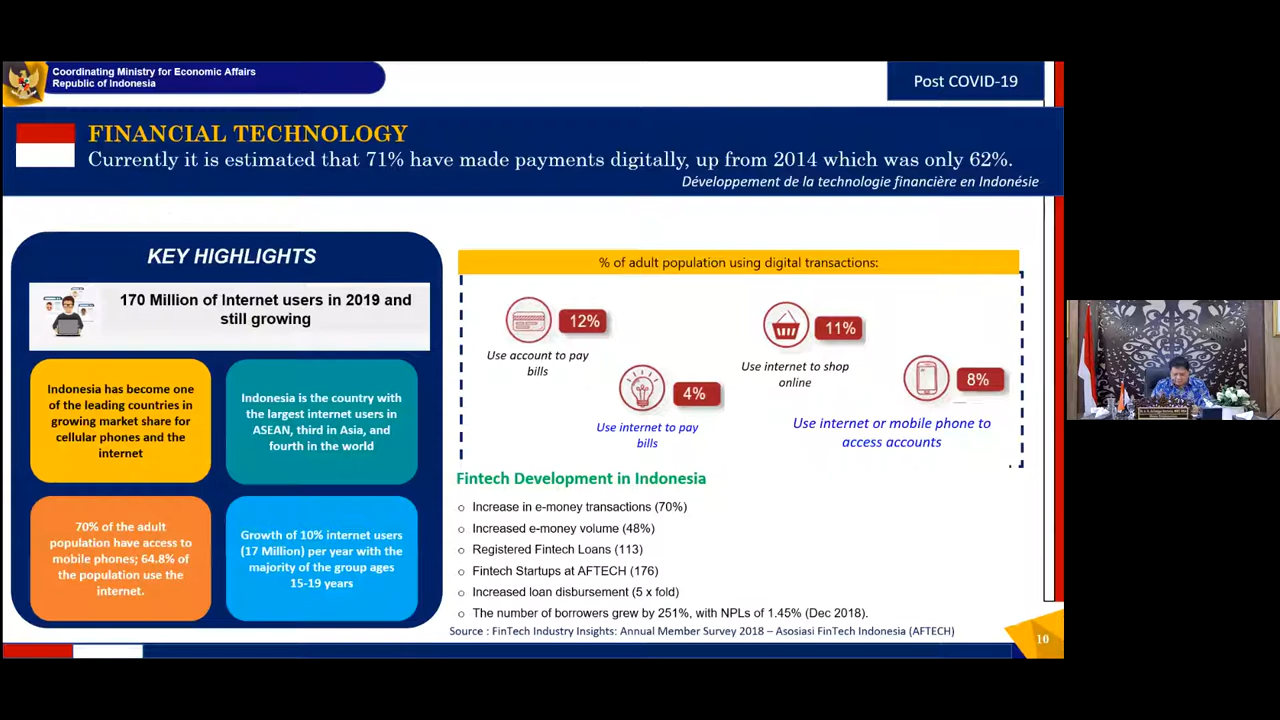 Coordinating Ministry for Economic Affairs
Republic of Indonesia
Post COVID-19
FINANCIAL TECHNOLOGY
Currently it is estimated that 71% have made payments digitally, up from 2014 which was only 62%.
Développement de la technologie financière en Indonésie
KEY HIGHLIGHTS
170 Million of Internet users in 2019 and
still growing
Indonesia has become one
of the leading countries in
growing market share for
cellular phones and the
internet
Indonesia is the country with
the largest internet users in
ASEAN, third in Asia, and
fourth in the world
70% of the adult
population have access to
mobile phones; 64.8% of
the population use the
internet.
Growth of 10% internet users
(17 Million) per year with the
majority of the group ages
15-19 years
% of adult population using digital transactions:
12%
Use account to pay
bills
4%
Use internet to pay
bills
11%
Use internet to shop
online
8%
Use internet or mobile phone to
access accounts
Fintech Development in Indonesia
o Increase in e-money transactions (70%)
o Increased e-money volume (48%)
o Registered Fintech Loans (113)
o Fintech Startups at AFTECH (176)
o Increased loan disbursement (5 x fold)
o The number of borrowers grew by 251%, with NPLs of 1.45% (Dec 2018).
Source : FinTech Industry Insights: Annual Member Survey 2018 – Asosiasi FinTech Indonesia (AFTECH)
10